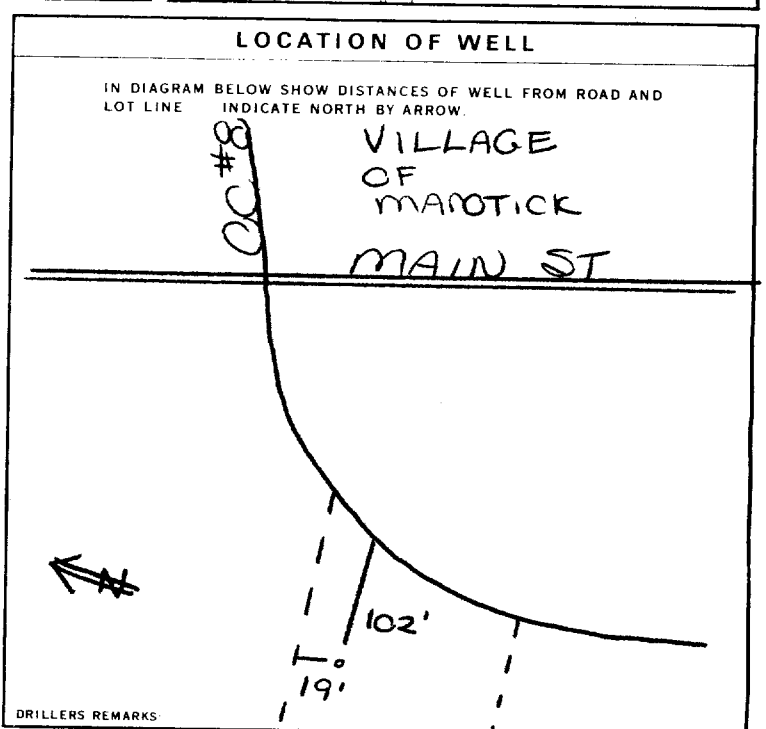 LOCATION OF WELL
IN DIAGRAM BELOW SHOW DISTANCES OF WELL FROM ROAD AND
LOT LINE INDICATE NORTH BY ARROW.
#8
VILLAGE
OF
MANOTICK
MAIN ST
N
102'
19'
DRILLERS REMARKS